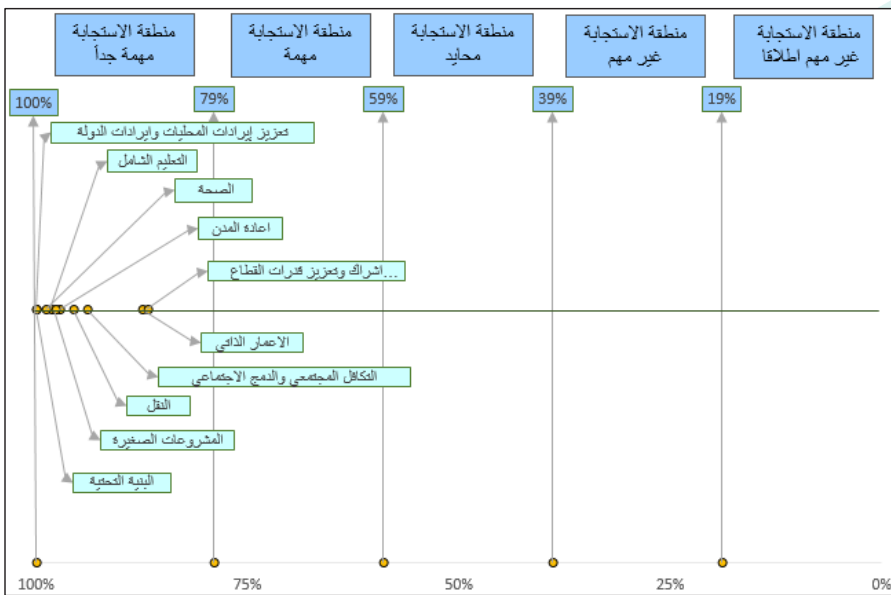 منطقة الاستجابة
غير مهم اطلاقا
منطقة الاستجابة
غير مهم
منطقة الاستجابة
محايد
منطقة الاستجابة
مهمة
منطقة الاستجابة
مهمة جداً
100%
79%
59%
39%
19%
تعزيز إيرادات المحليات وايرادات الدولة
التعليم الشامل
الصحة
اعادة المدن
اشراك وتعزيز قدرات القطاع...
الاعمار الذاتي
التكافل المجتمعي والدمج الاجتماعي
النقل
المشروعات الصغيرة
البنية التحتية
100%
75%
50%
25%
0%